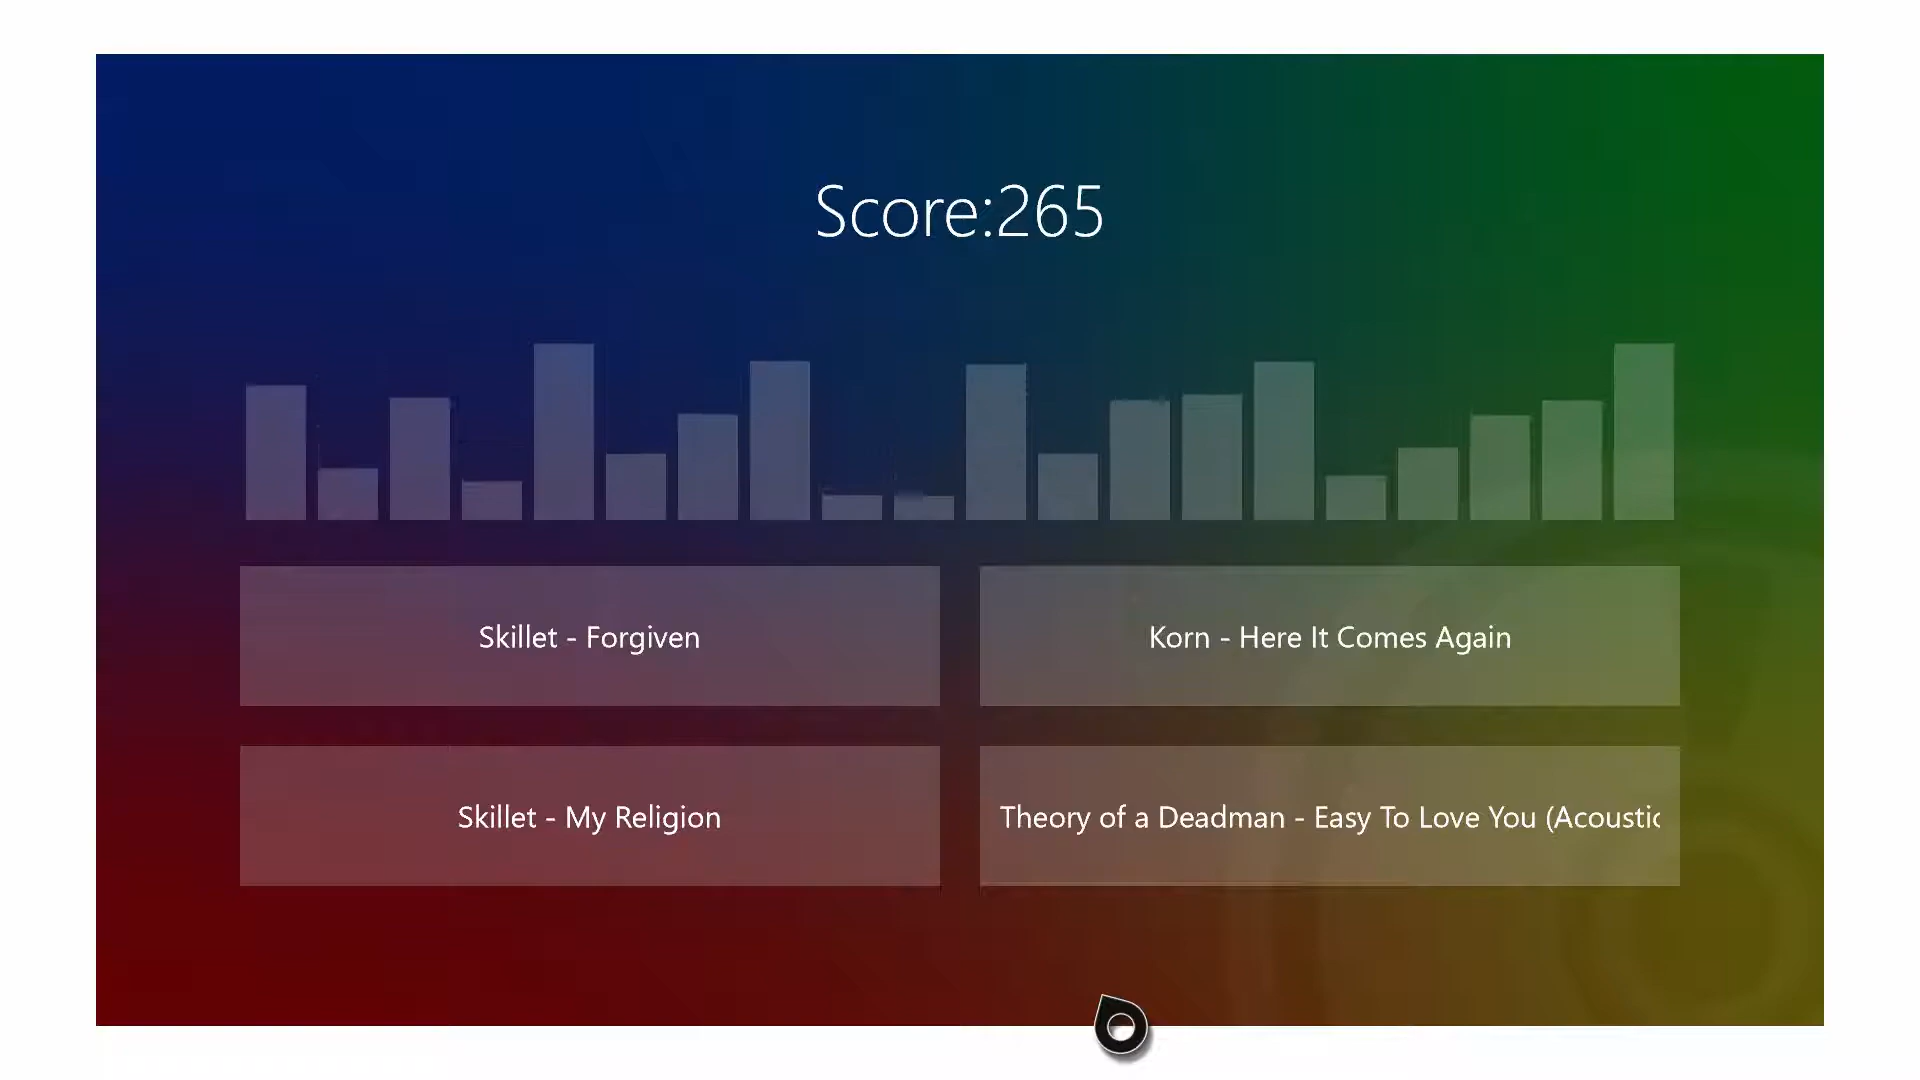 Score:265
Skillet - Forgiven
Korn - Here It Comes Again
Skillet - My Religion
Theory of a Deadman - Easy To Love You (Acoustic